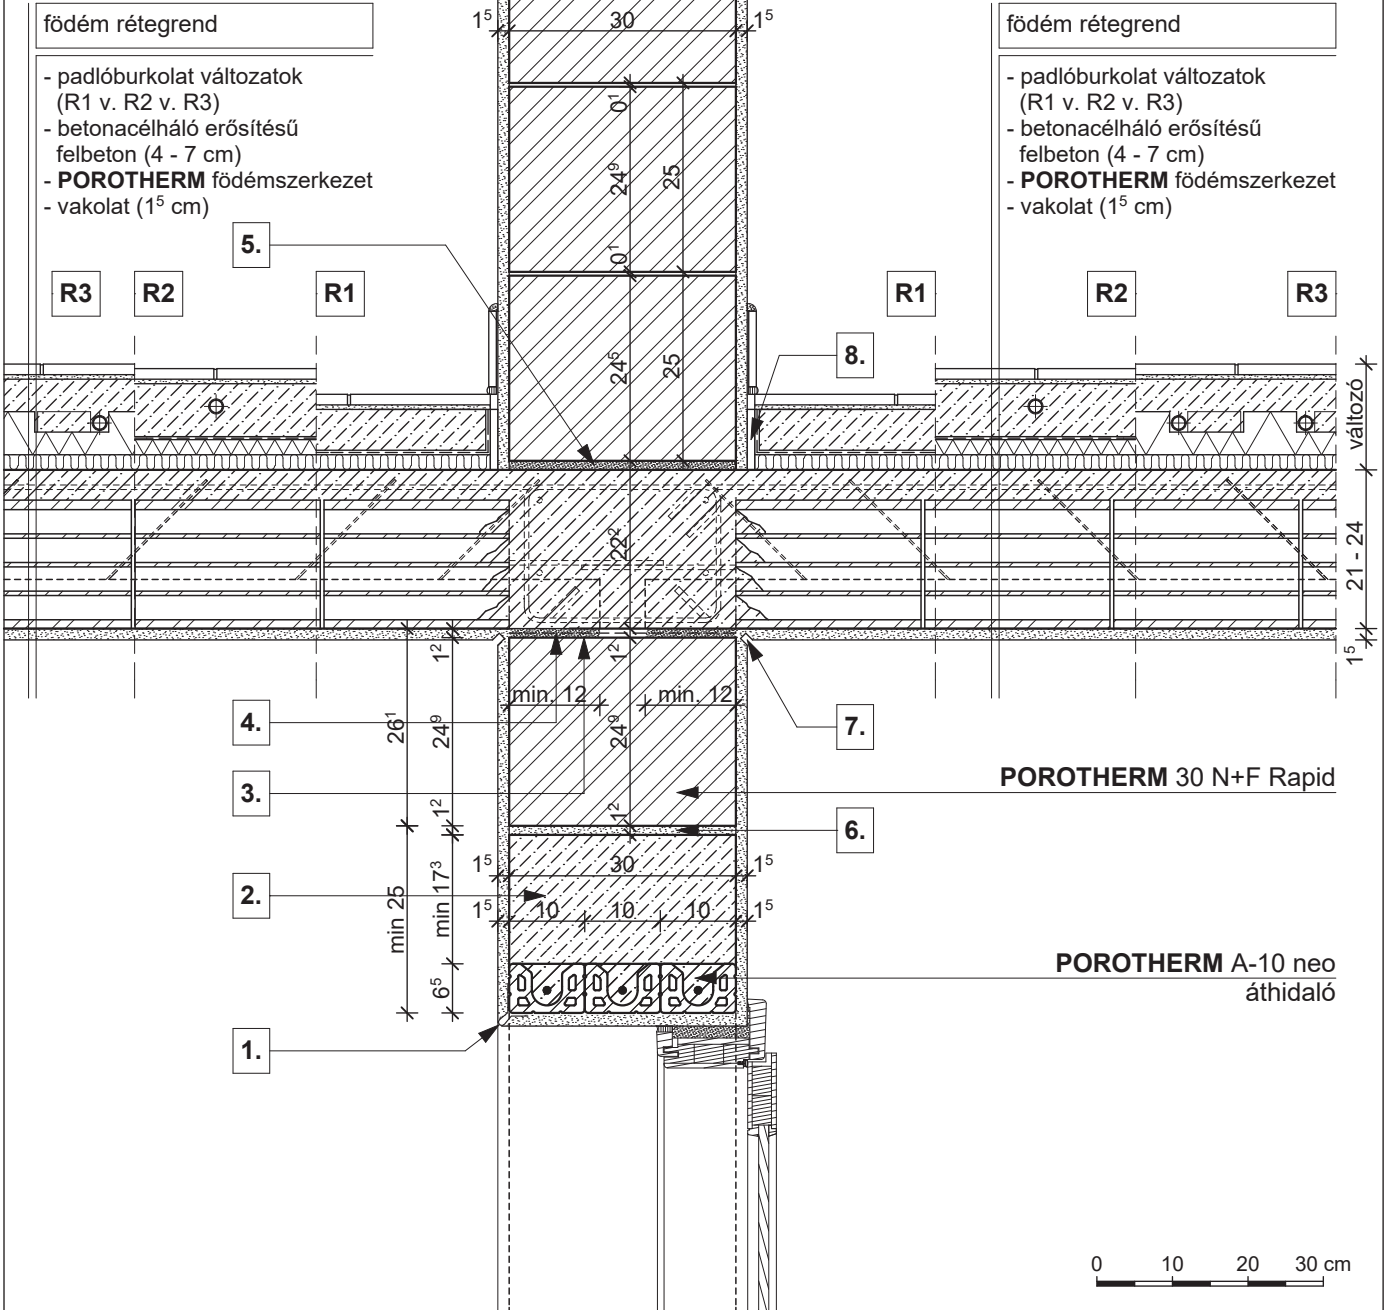 födém rétegrend
- padlóburkolat változatok
(R1 v. R2 v. R3)
- betonacélháló erősítésű
felbeton (4 - 7 cm)
- POROTHERM födémszerkezet
- vakolat (1⁵ cm)
1⁵ 30 1⁵
födém rétegrend
- padlóburkolat változatok
(R1 v. R2 v. R3)
- betonacélháló erősítésű
felbeton (4 - 7 cm)
- POROTHERM födémszerkezet
- vakolat (1⁵ cm)
0¹
24⁹ 25
0¹
5.
R3 R2 R1
R1 R2 R3
24⁵ 25
8.
változó
22²
21 - 24
1⁵
1² 1²
min. 12 min. 12
4.
26¹ 24⁹ 24⁹
7.
3.
POROTHERM 30 N+F Rapid
1² 1²
6.
1⁵ 30 1⁵
2.
min 25 min 17³
1⁵ 10 10 10 1⁵
6⁵
POROTHERM A-10 neo
áthidaló
1.
0 10 20 30 cm